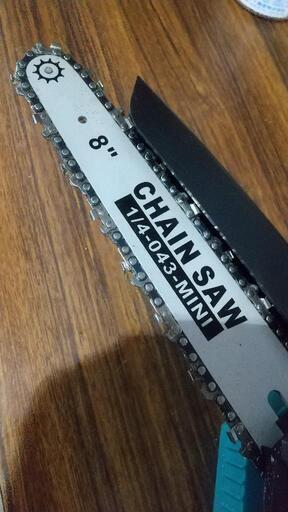 8"
CHAIN SAW
1/4-043-MINI